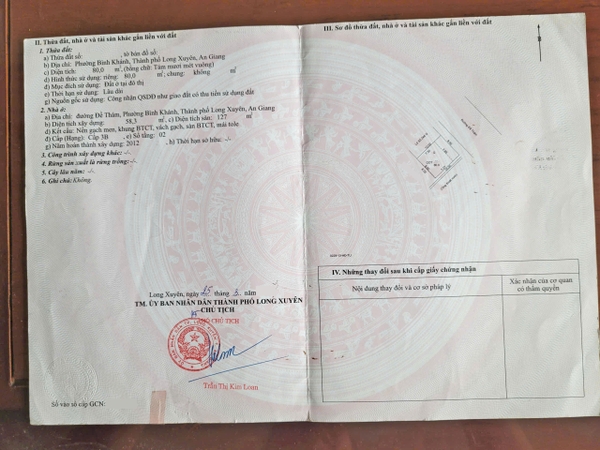 II. Thửa đất, nhà ở và tài sản khác gắn liền với đất
1. Thửa đất:
a) Thửa đất số: , tờ bản đồ số:
b) Địa chỉ: Phường Bình Khánh, Thành phố Long Xuyên, An Giang
c) Diện tích: 80,0 m², (bằng chữ: Tám mươi mét vuông)
d) Hình thức sử dụng: riêng: 80,0 m²; chung: không m²
đ) Mục đích sử dụng: Đất ở tại đô thị
e) Thời hạn sử dụng: Lâu dài
g) Nguồn gốc sử dụng: Công nhận QSDĐ như giao đất có thu tiền sử dụng đất
2. Nhà ở:
a) Địa chỉ: đường Đề Thám, Phường Bình Khánh, Thành phố Long Xuyên, An Giang
b) Diện tích xây dựng: 58,3 m², c) Diện tích sàn: 127 m²
d) Kết cấu: Nền gạch men, khung BTCT, vách gạch, sàn BTCT, mái tole.
đ) Cấp (Hạng): Cấp 3B , e) Số tầng: 02
g) Năm hoàn thành xây dựng: 2012 , h) Thời hạn sở hữu: -/-
3. Công trình xây dựng khác: -/-
4. Rừng sản xuất là rừng trồng: -/-
5. Cây lâu năm: -/-
6. Ghi chú: Không.
Long Xuyên, ngày 25 tháng năm
TM. ỦY BAN NHÂN DÂN THÀNH PHỐ LONG XUYÊN
CHỦ TỊCH
PHÓ CHỦ TỊCH
Trần Thị Kim Loan
Số vào sổ cấp GCN:
III. Sơ đồ thửa đất, nhà ở và tài sản khác gắn liền với đất
IV. Những thay đổi sau khi cấp giấy chứng nhận
Nội dung thay đổi và cơ sở pháp lý
Xác nhận của cơ quan
có thẩm quyền